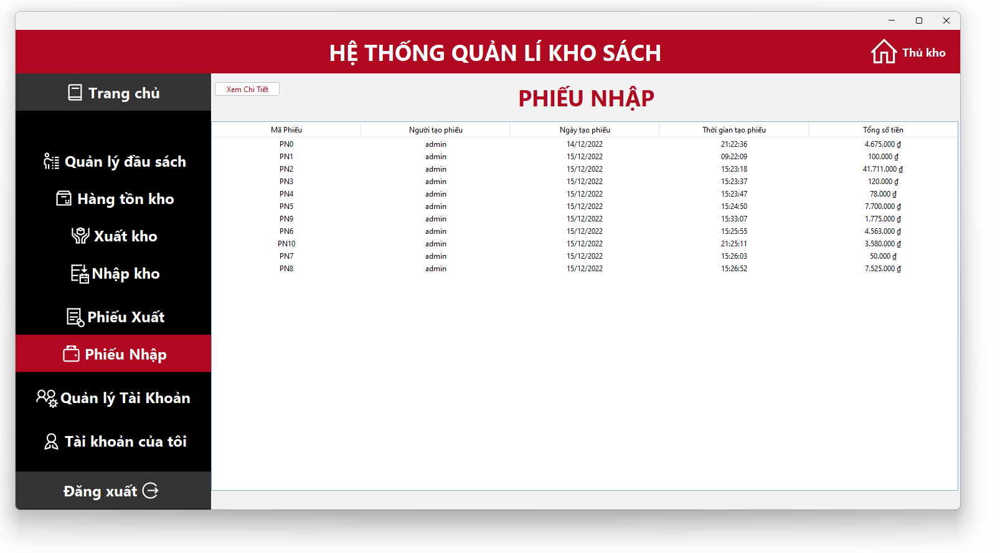 HỆ THỐNG QUẢN LÍ KHO SÁCH
Thủ kho
Trang chủ
Quản lý đầu sách
Hàng tồn kho
Xuất kho
Nhập kho
Phiếu Xuất
Phiếu Nhập
Quản lý Tài Khoản
Tài khoản của tôi
Đăng xuất
Xem Chi Tiết
PHIẾU NHẬP
Mã Phiếu Người tạo phiếu Ngày tạo phiếu Thời gian tạo phiếu Tổng số tiền
PN0 admin 14/12/2022 21:22:36 4.675.000 ₫
PN1 admin 15/12/2022 09:22:09 100.000 ₫
PN2 admin 15/12/2022 15:23:18 41.711.000 ₫
PN3 admin 15/12/2022 15:23:37 120.000 ₫
PN4 admin 15/12/2022 15:23:47 78.000 ₫
PN5 admin 15/12/2022 15:24:50 7.700.000 ₫
PN9 admin 15/12/2022 15:33:07 1.775.000 ₫
PN6 admin 15/12/2022 15:25:55 4.563.000 ₫
PN10 admin 15/12/2022 21:25:11 3.580.000 ₫
PN7 admin 15/12/2022 15:26:03 50.000 ₫
PN8 admin 15/12/2022 15:26:52 7.525.000 ₫